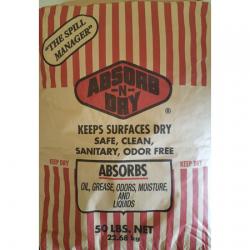 "THE SPILL
MANAGER"
ABSORB
-N-
DRY
®
KEEPS SURFACES DRY
SAFE, CLEAN,
SANITARY, ODOR FREE
KEEP DRY
KEEP DRY
ABSORBS
OIL, GREASE, ODORS, MOISTURE,
AND
LIQUIDS
50 LBS. NET
22.68 kg